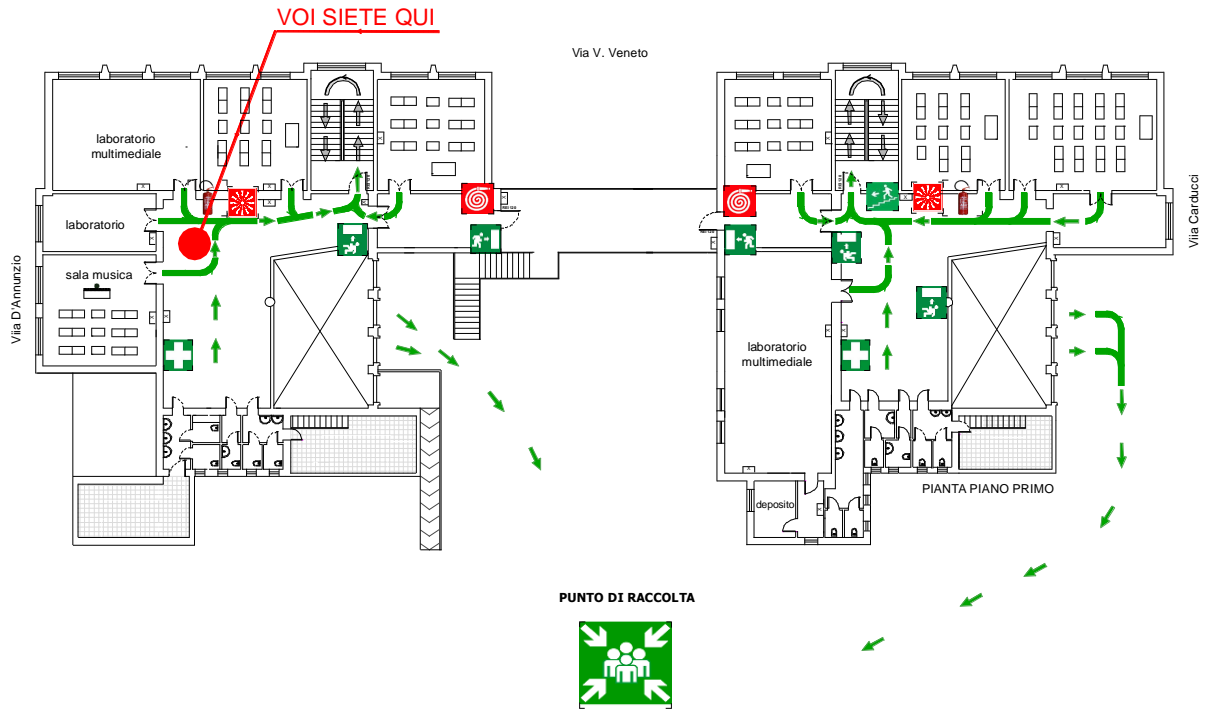 VOI SIETE QUI
Via V. Veneto
laboratorio
multimediale
laboratorio
sala musica
Viia D'Annunzio
Viia Carducci
laboratorio
multimediale
deposito
PIANTA PIANO PRIMO
PUNTO DI RACCOLTA